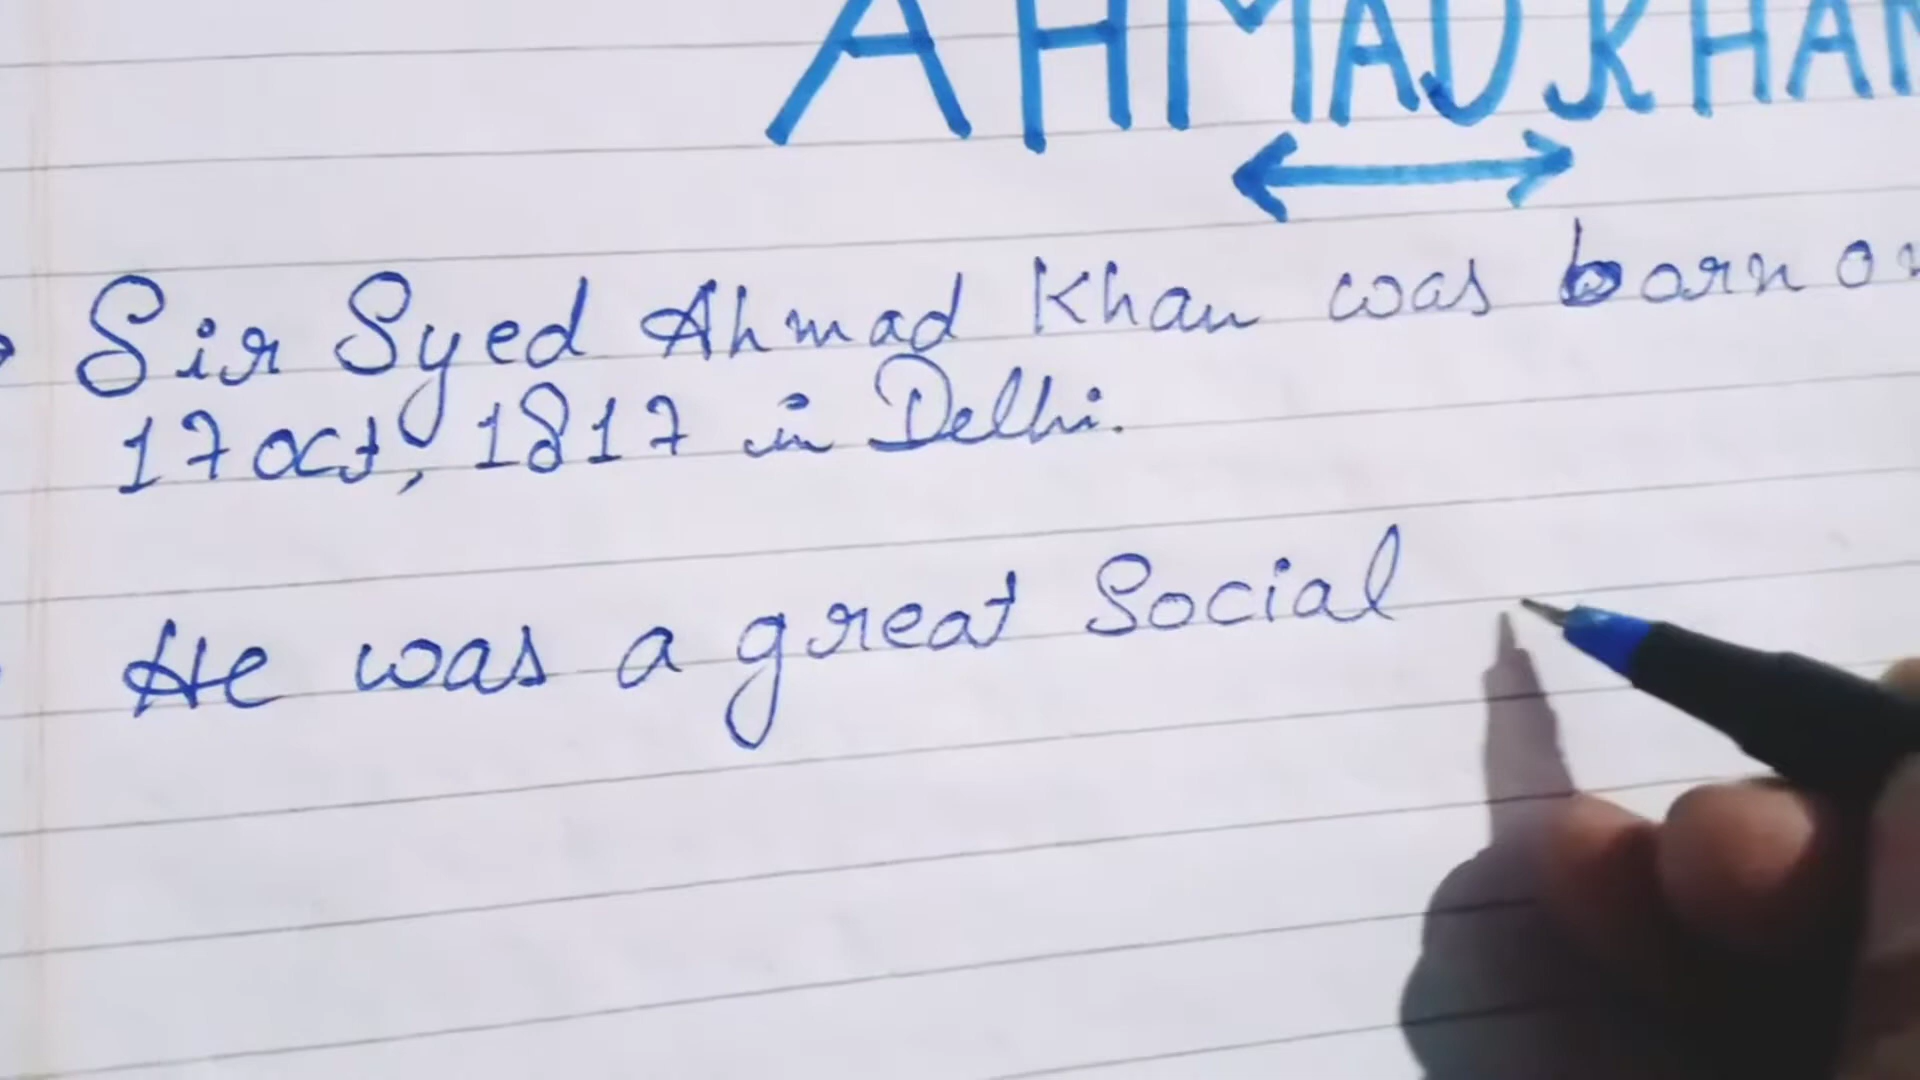 AHMAD KHAN
Sir Syed Ahmad Khan was born on
17 oct, 1817 in Delhi.
He was a great Social